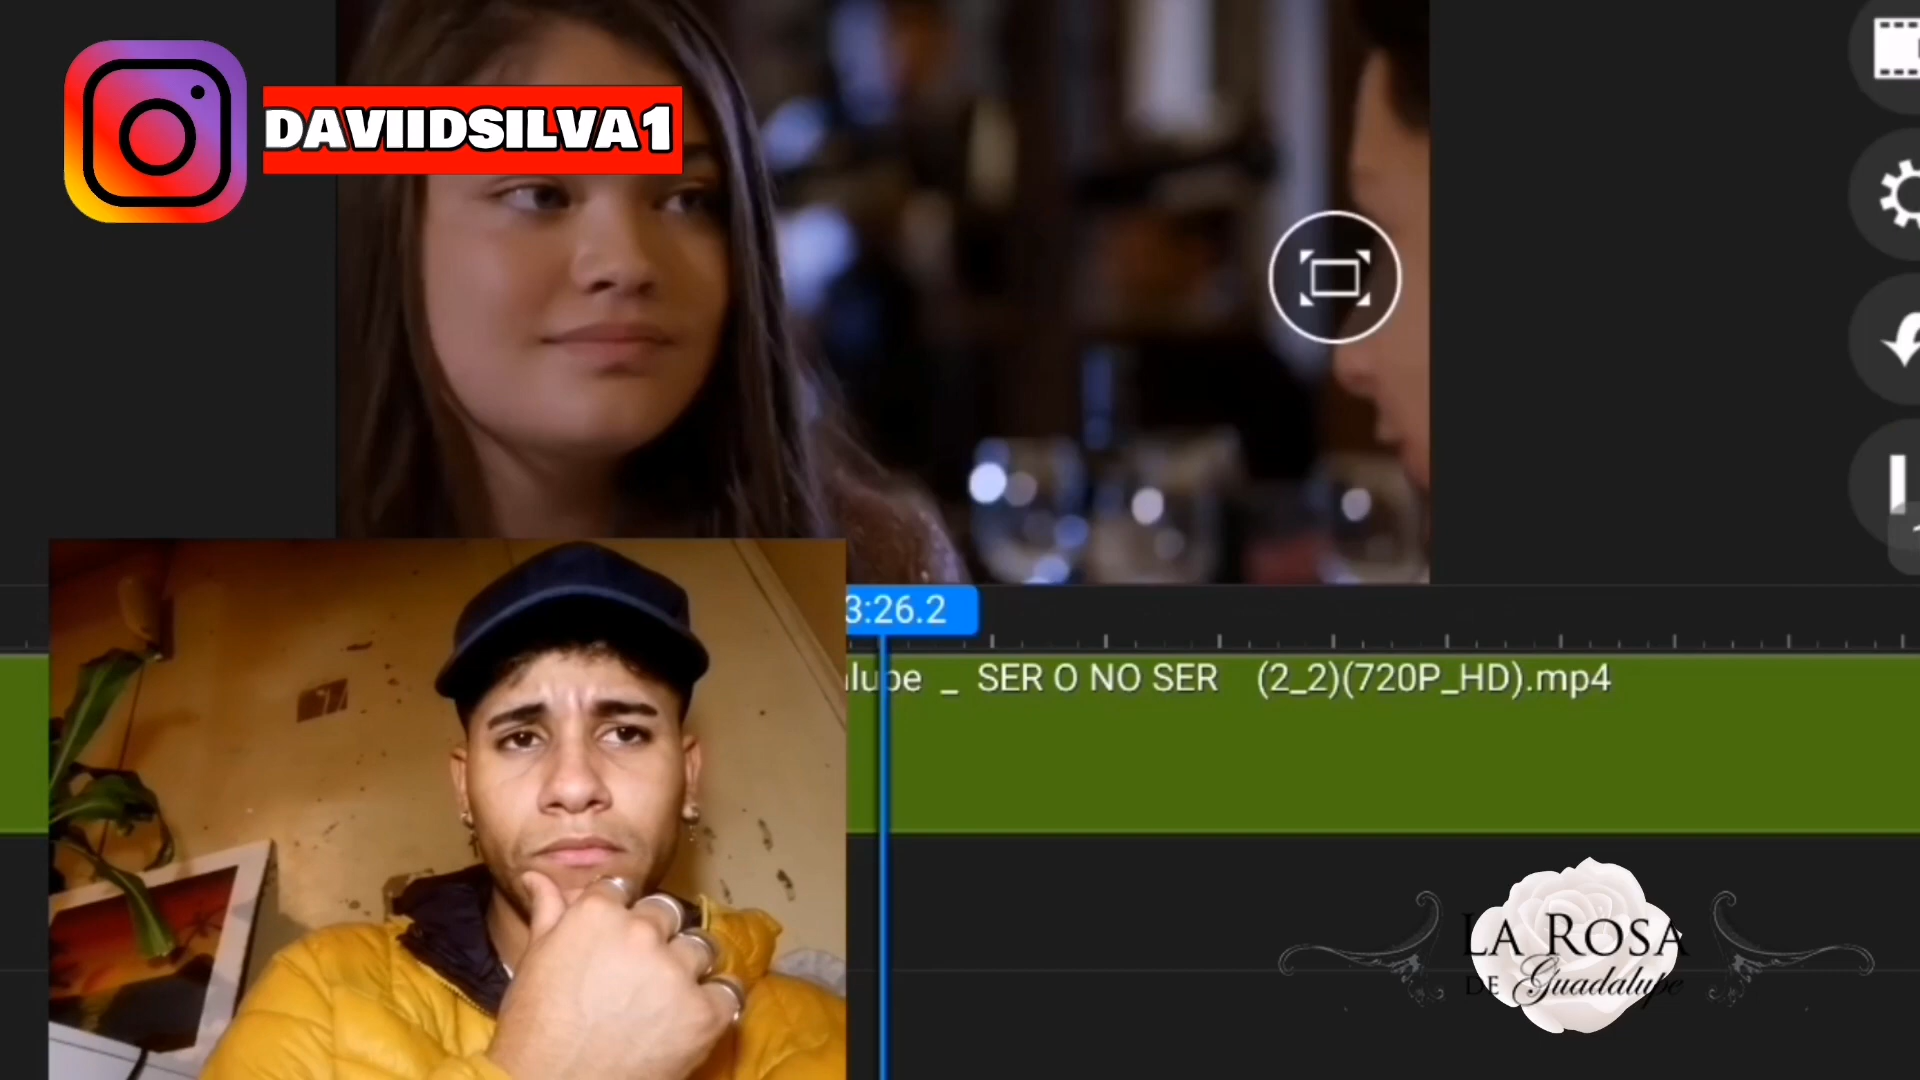 DAVIIDSILVA1
3:26.2
lupe _ SER O NO SER (2_2)(720P_HD).mp4
LA ROSA
DE Guadalupe